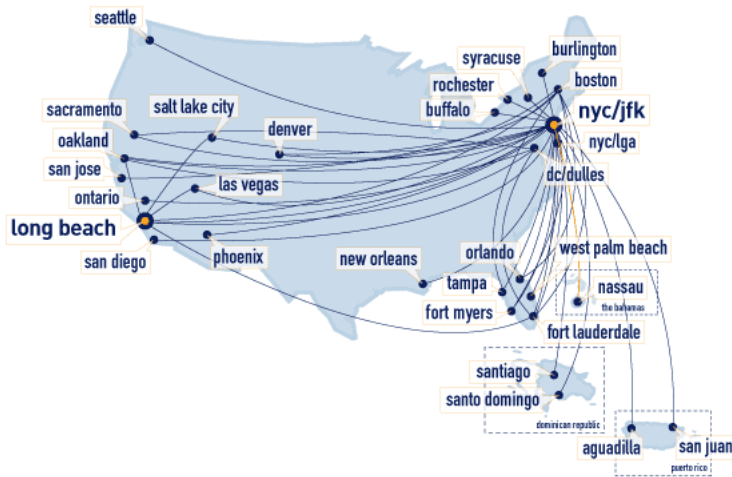 seattle
burlington
syracuse
boston
rochester
nyc/jfk
buffalo
sacramento
salt lake city
denver
oakland
nyc/lga
san jose
dc/dulles
las vegas
ontario
long beach
san diego
phoenix
new orleans
orlando
west palm beach
tampa
nassau
the bahamas
fort myers
fort lauderdale
santiago
santo domingo
dominican republic
aguadilla
san juan
puerto rico